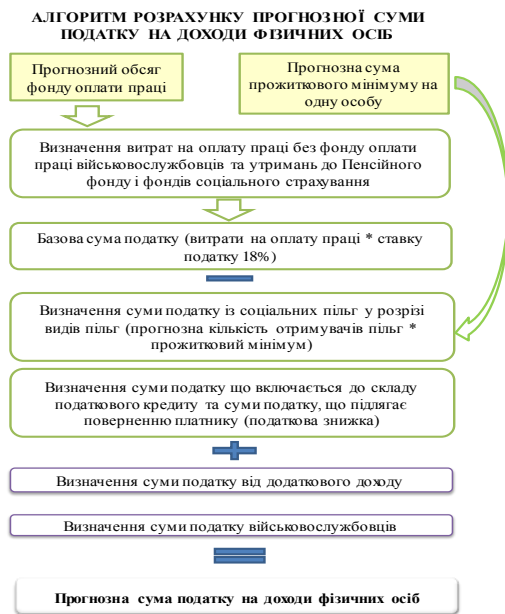 АЛГОРИТМ РОЗРАХУНКУ ПРОГНОЗНОЇ СУМИ
ПОДАТКУ НА ДОХОДИ ФІЗИЧНИХ ОСІБ
Прогнозний обсяг
фонду оплати праці
Прогнозна сума
прожиткового мінімуму на
одну особу
Визначення витрат на оплату праці без фонду оплати
праці військовослужбовців та утримань до Пенсійного
фонду і фондів соціального страхування
Базова сума податку (витрати на оплату праці * ставку
податку 18%)
Визначення суми податку із соціальних пільг у розрізі
видів пільг (прогнозна кількість отримувачів пільг *
прожитковий мінімум)
Визначення суми податку що включається до складу
податкового кредиту та суми податку, що підлягає
поверненню платнику (податкова знижка)
Визначення суми податку від додаткового доходу
Визначення суми податку військовослужбовців
Прогнозна сума податку на доходи фізичних осіб